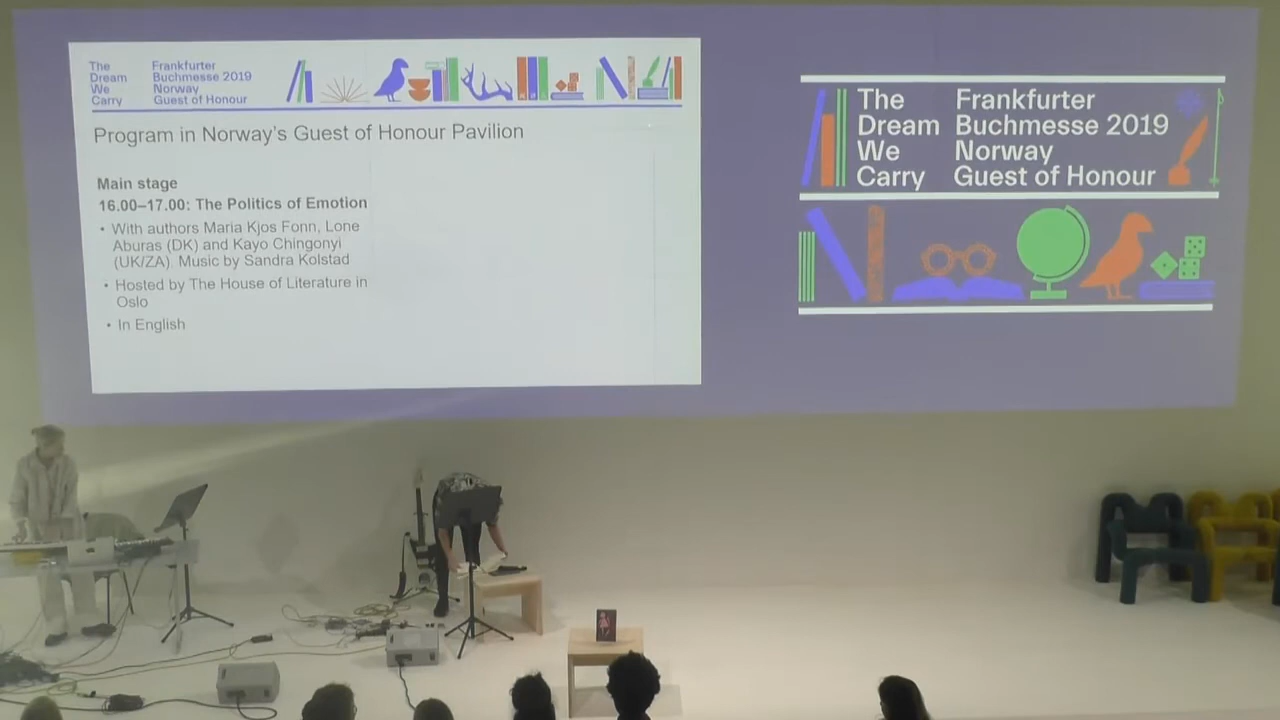 The
Dream
We
Carry
Frankfurter
Buchmesse 2019
Norway
Guest of Honour
Program in Norway's Guest of Honour Pavilion
Main stage
16.00–17.00: The Politics of Emotion
• With authors Maria Kjos Fonn, Lone
Aburas (DK) and Kayo Chingonyi
(UK/ZA). Music by Sandra Kolstad
• Hosted by The House of Literature in
Oslo
• In English
The
Dream
We
Carry
Frankfurter
Buchmesse 2019
Norway
Guest of Honour